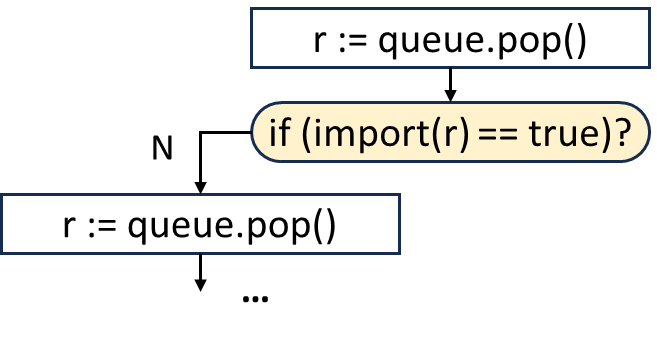 r := queue.pop()
if (import(r) == true)?
N
r := queue.pop()
...